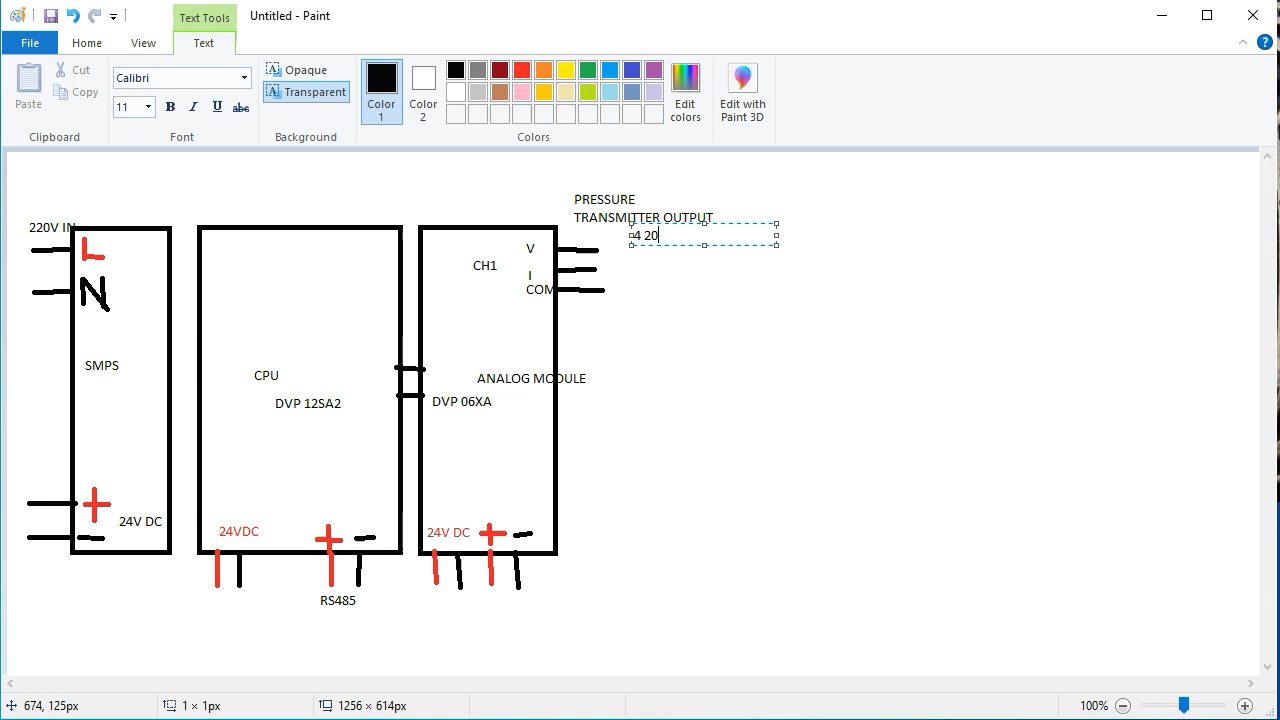 Text Tools
Untitled - Paint
File
Home
View
Text
Paste
Cut
Copy
Clipboard
Calibri
11
B I U abc
Font
Opaque
Transparent
Background
Color 1
Color 2
Edit colors
Colors
Edit with Paint 3D
PRESSURE
TRANSMITTER OUTPUT
4 20
220V IN
L
N
SMPS
+
24V DC
−
CPU
DVP 12SA2
24VDC
+ −
RS485
V
CH1
I
COM
ANALOG MODULE
DVP 06XA
24V DC + −
674, 125px
1 × 1px
1256 × 614px
100%